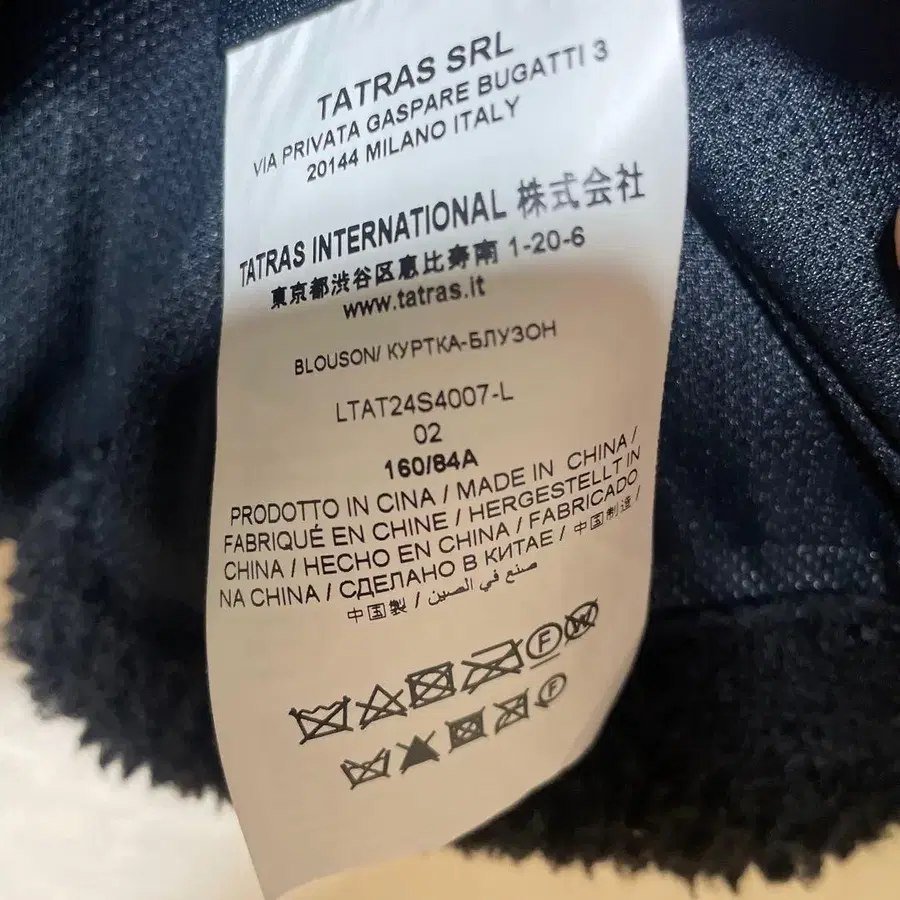 TATRAS SRL
VIA PRIVATA GASPARE BUGATTI 3
20144 MILANO ITALY
TATRAS INTERNATIONAL 株式会社
東京都渋谷区恵比寿南 1-20-6
www.tatras.it
BLOUSON/ КУРТКА-БЛУЗОН
LTAT24S4007-L
02
160/84A
PRODOTTO IN CINA / MADE IN CHINA /
FABRIQUÉ EN CHINE / HERGESTELLT IN
CHINA / HECHO EN CHINA / FABRICADO
NA CHINA / СДЕЛАНО В КИТАЕ / 中国制造 /
中国製 / صنع في الصين
F W
F